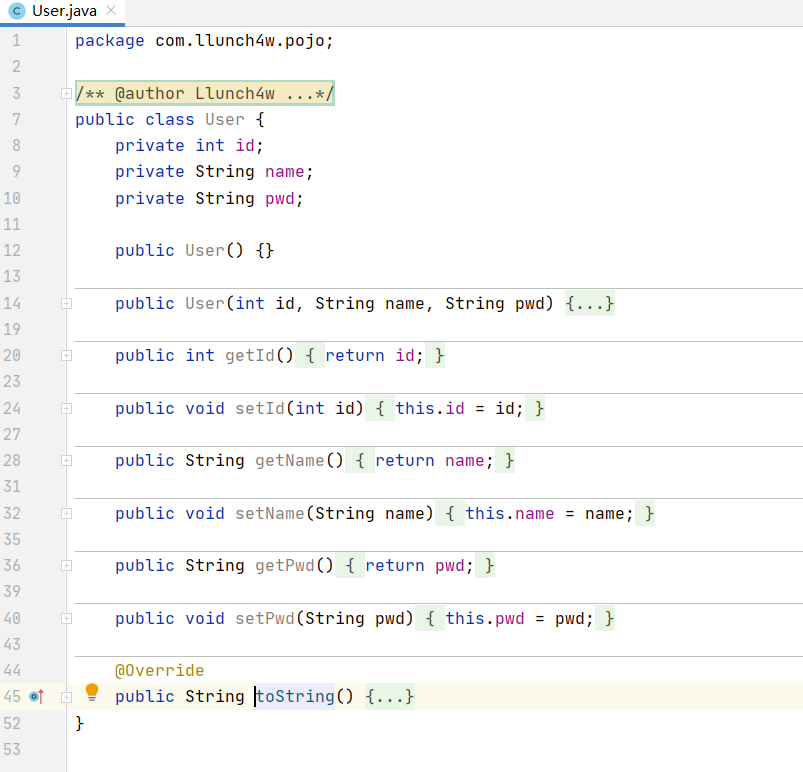 User.java
1 package com.llunch4w.pojo;
2
3 /** @author Llunch4w ...*/
7 public class User {
8 private int id;
9 private String name;
10 private String pwd;
11
12 public User() {}
13
14 public User(int id, String name, String pwd) {...}
19
20 public int getId() { return id; }
23
24 public void setId(int id) { this.id = id; }
27
28 public String getName() { return name; }
31
32 public void setName(String name) { this.name = name; }
35
36 public String getPwd() { return pwd; }
39
40 public void setPwd(String pwd) { this.pwd = pwd; }
43
44 @Override
45 public String toString() {...}
52 }
53